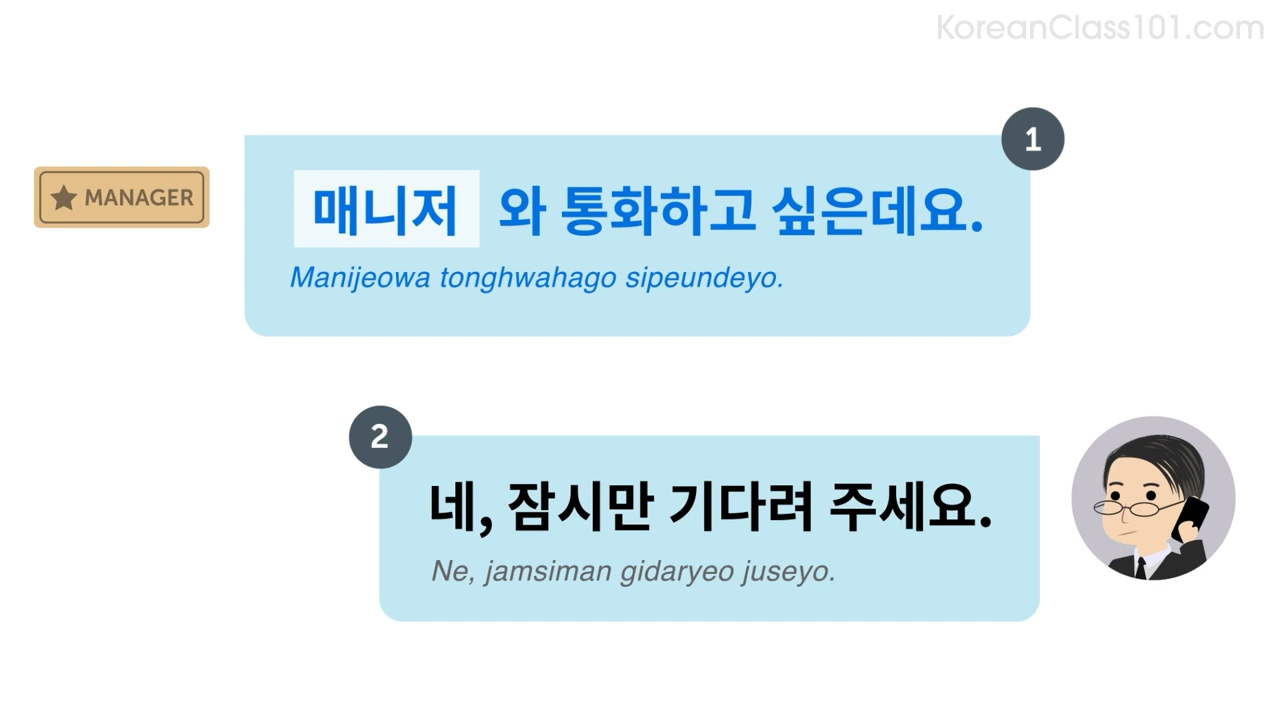 KoreanClass101.com
1
★ MANAGER
매니저 와 통화하고 싶은데요.
Manijeowa tonghwahago sipeundeyo.
2
네, 잠시만 기다려 주세요.
Ne, jamsiman gidaryeo juseyo.